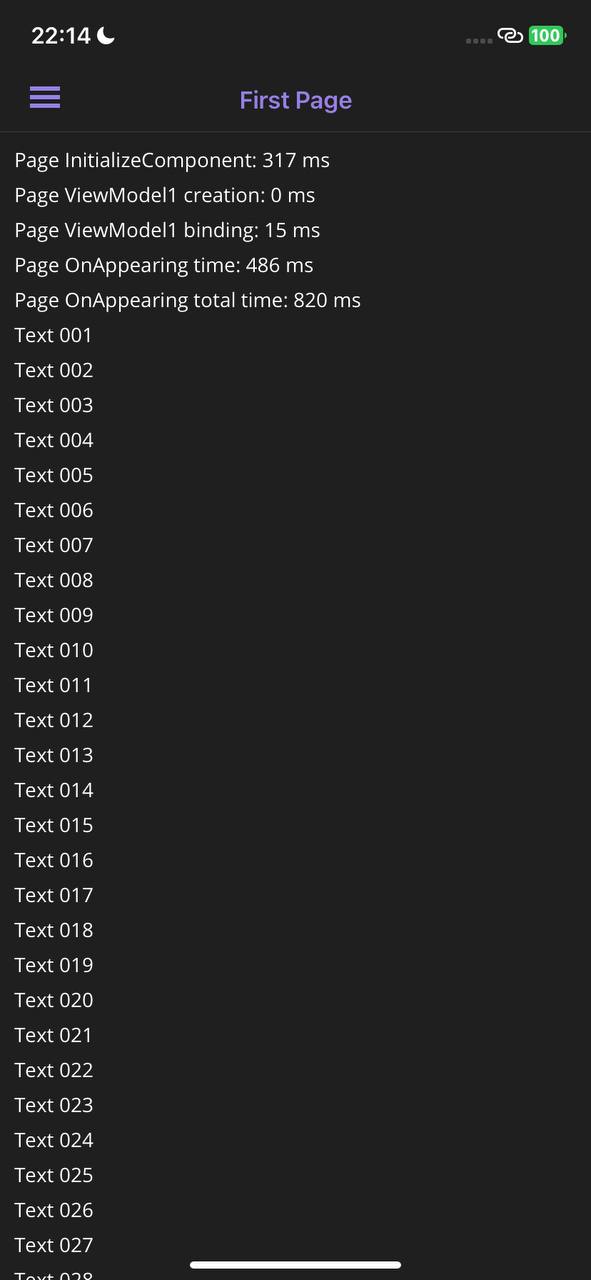 22:14
100
First Page
Page InitializeComponent: 317 ms
Page ViewModel1 creation: 0 ms
Page ViewModel1 binding: 15 ms
Page OnAppearing time: 486 ms
Page OnAppearing total time: 820 ms
Text 001
Text 002
Text 003
Text 004
Text 005
Text 006
Text 007
Text 008
Text 009
Text 010
Text 011
Text 012
Text 013
Text 014
Text 015
Text 016
Text 017
Text 018
Text 019
Text 020
Text 021
Text 022
Text 023
Text 024
Text 025
Text 026
Text 027
Text 028